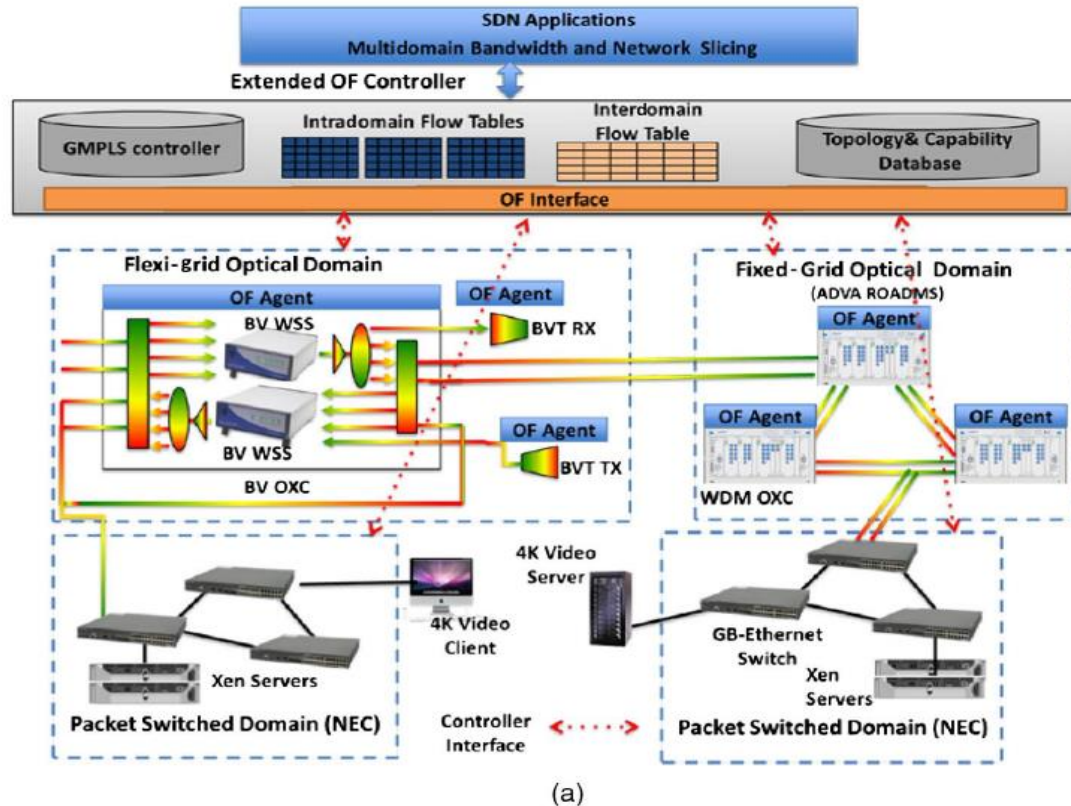 SDN Applications
Multidomain Bandwidth and Network Slicing
Extended OF Controller
GMPLS controller
Intradomain Flow Tables
Interdomain
Flow Table
Topology& Capability
Database
OF Interface
Flexi-grid Optical Domain
OF Agent
BV WSS
BV WSS
BV OXC
OF Agent
BVT RX
OF Agent
BVT TX
Fixed-Grid Optical Domain
(ADVA ROADMS)
OF Agent
OF Agent
OF Agent
WDM OXC
4K Video
Client
Xen Servers
Packet Switched Domain (NEC)
4K Video
Server
GB-Ethernet
Switch
Xen
Servers
Packet Switched Domain (NEC)
Controller
Interface
(a)